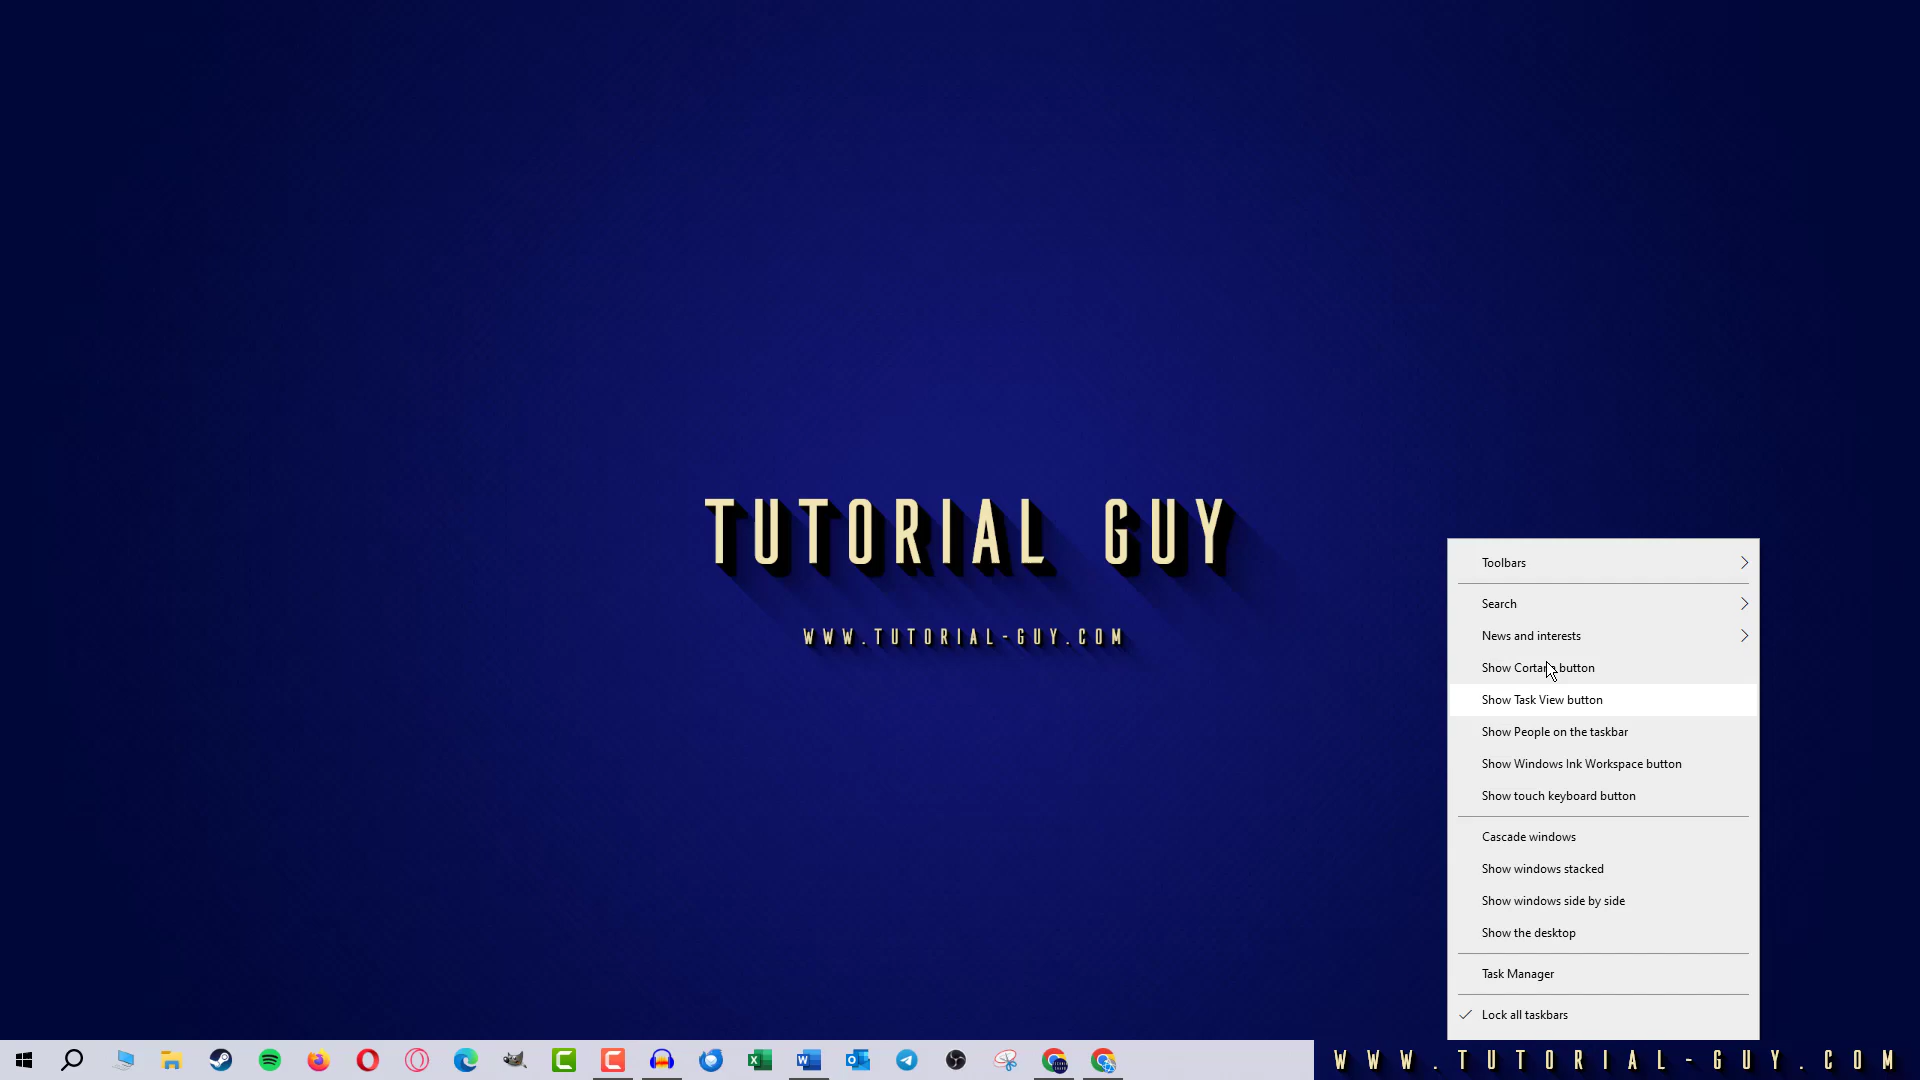 TUTORIAL GUY
WWW.TUTORIAL-GUY.COM
Toolbars
Search
News and interests
Show Cortana button
Show Task View button
Show People on the taskbar
Show Windows Ink Workspace button
Show touch keyboard button
Cascade windows
Show windows stacked
Show windows side by side
Show the desktop
Task Manager
Lock all taskbars
WWW.TUTORIAL-GUY.COM